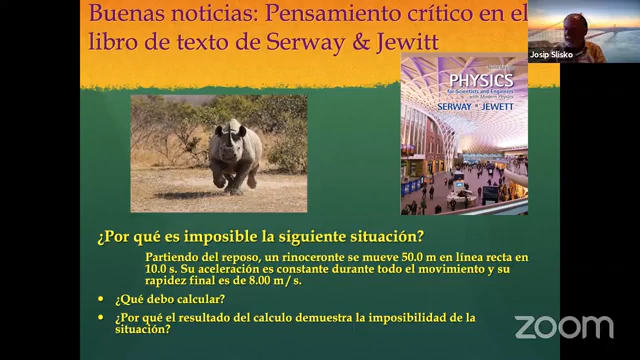 Buenas noticias: Pensamiento crítico en el
libro de texto de Serway & Jewitt
Josip Slisko
PHYSICS
for Scientists and Engineers
with Modern Physics
SERWAY • JEWETT
¿Por qué es imposible la siguiente situación?
Partiendo del reposo, un rinoceronte se mueve 50.0 m en línea recta en
10.0 s. Su aceleración es constante durante todo el movimiento y su
rapidez final es de 8.00 m / s.
• ¿Qué debo calcular?
• ¿Por qué el resultado del calculo demuestra la imposibilidad de la
situación?
zoom